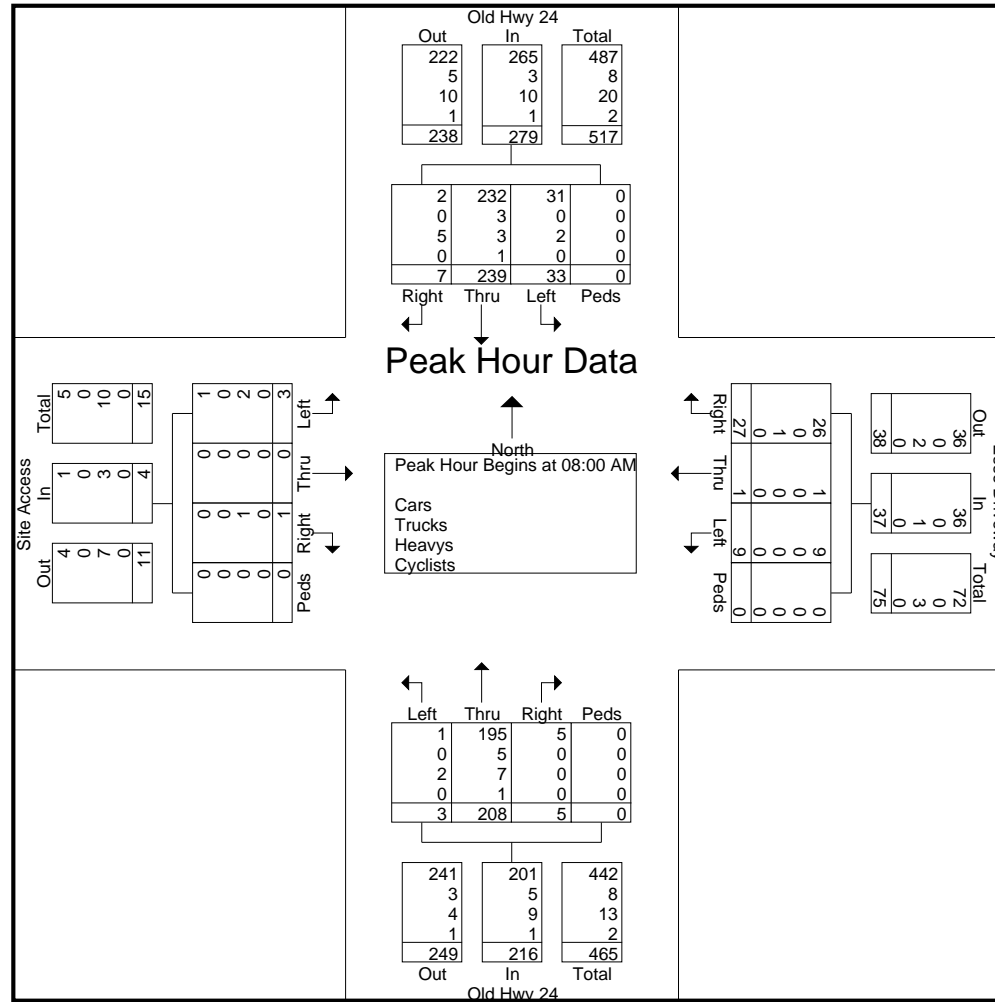 Old Hwy 24
Out In Total
222 265 487
5 3 8
10 10 20
1 1 2
238 279 517
2 232 31 0
0 3 0 0
5 3 2 0
0 1 0 0
7 239 33 0
Right Thru Left Peds
Peak Hour Data
North
Peak Hour Begins at 08:00 AM
Cars
Trucks
Heavys
Cyclists
Site Access
Out In Total
4 1 5
0 0 0
7 3 10
0 0 0
11 4 15
0 0 0 1
0 0 0 0
0 1 0 2
0 0 0 0
0 1 0 3
Peds Right Thru Left
Out In Total
36 36 72
0 0 0
2 1 3
0 0 0
38 37 75
26 1 9 0
0 0 0 0
1 0 0 0
0 0 0 0
27 1 9 0
Right Thru Left Peds
Left Thru Right Peds
1 195 5 0
0 5 0 0
2 7 0 0
0 1 0 0
3 208 5 0
241 201 442
3 5 8
4 9 13
1 1 2
249 216 465
Out In Total
Old Hwy 24